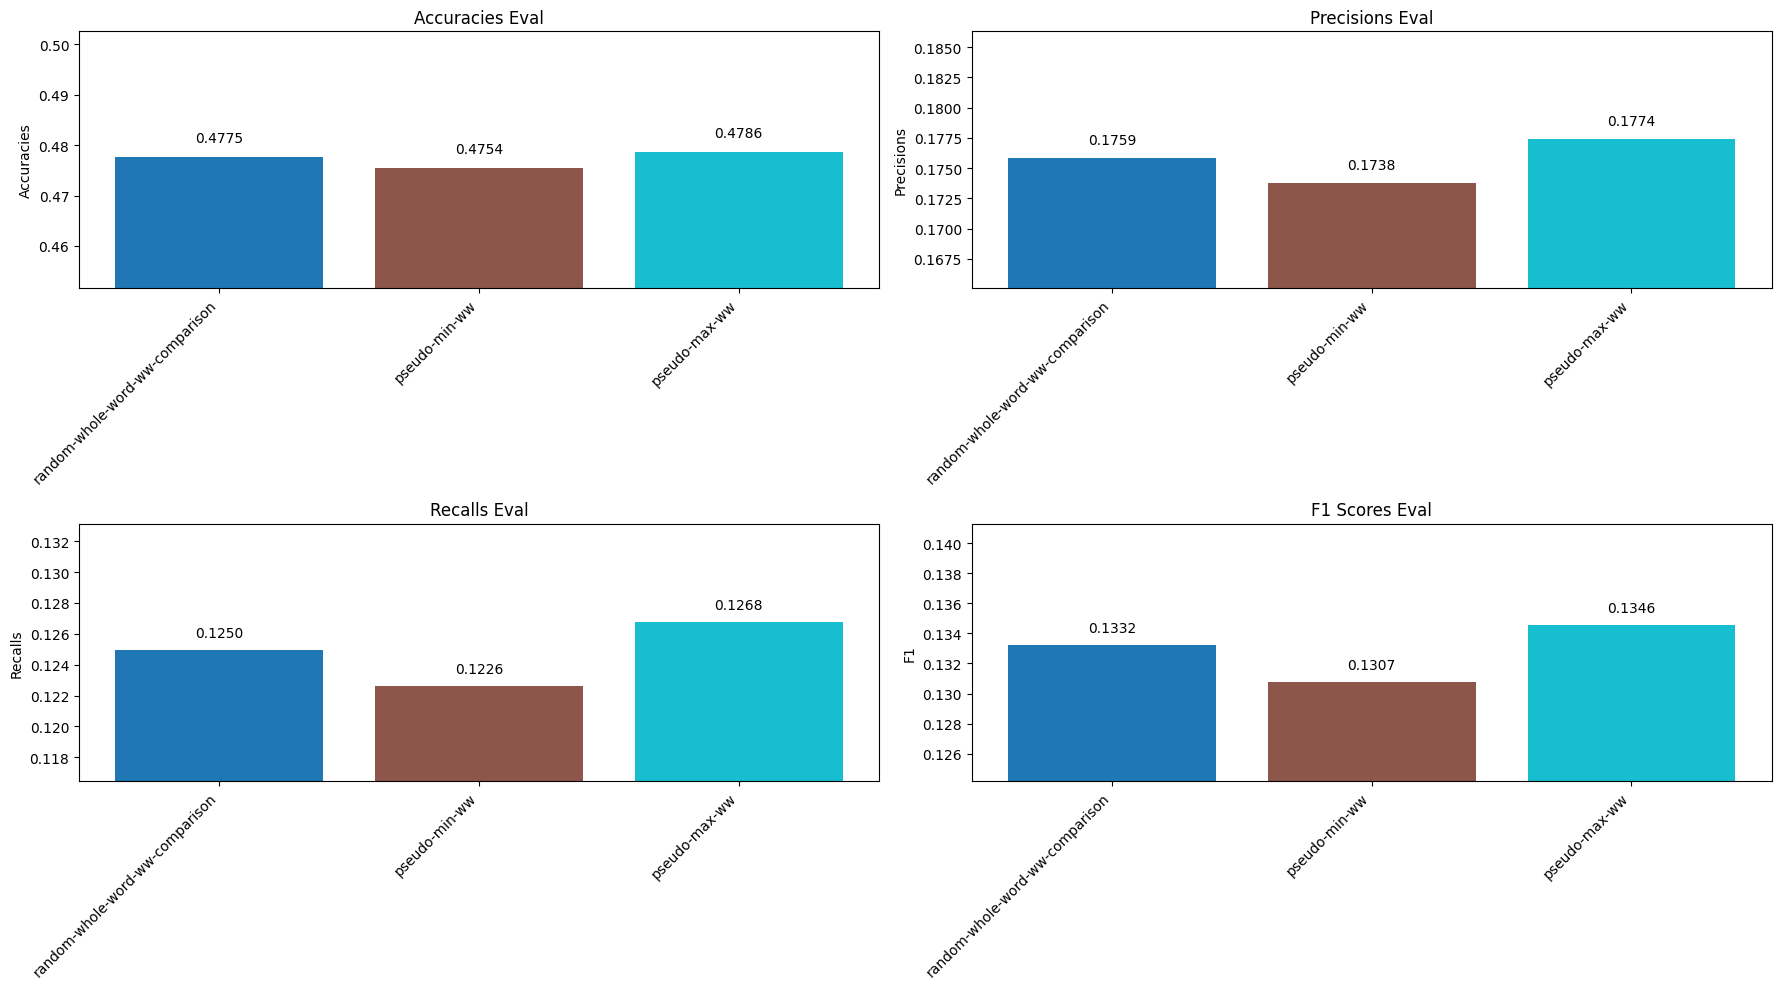 Accuracies Eval
Accuracies
0.50
0.49
0.48
0.47
0.46
0.4775
0.4754
0.4786
random-whole-word-ww-comparison
pseudo-min-ww
pseudo-max-ww
Precisions Eval
Precisions
0.1850
0.1825
0.1800
0.1775
0.1750
0.1725
0.1700
0.1675
0.1759
0.1738
0.1774
random-whole-word-ww-comparison
pseudo-min-ww
pseudo-max-ww
Recalls Eval
Recalls
0.132
0.130
0.128
0.126
0.124
0.122
0.120
0.118
0.1250
0.1226
0.1268
random-whole-word-ww-comparison
pseudo-min-ww
pseudo-max-ww
F1 Scores Eval
F1
0.140
0.138
0.136
0.134
0.132
0.130
0.128
0.126
0.1332
0.1307
0.1346
random-whole-word-ww-comparison
pseudo-min-ww
pseudo-max-ww